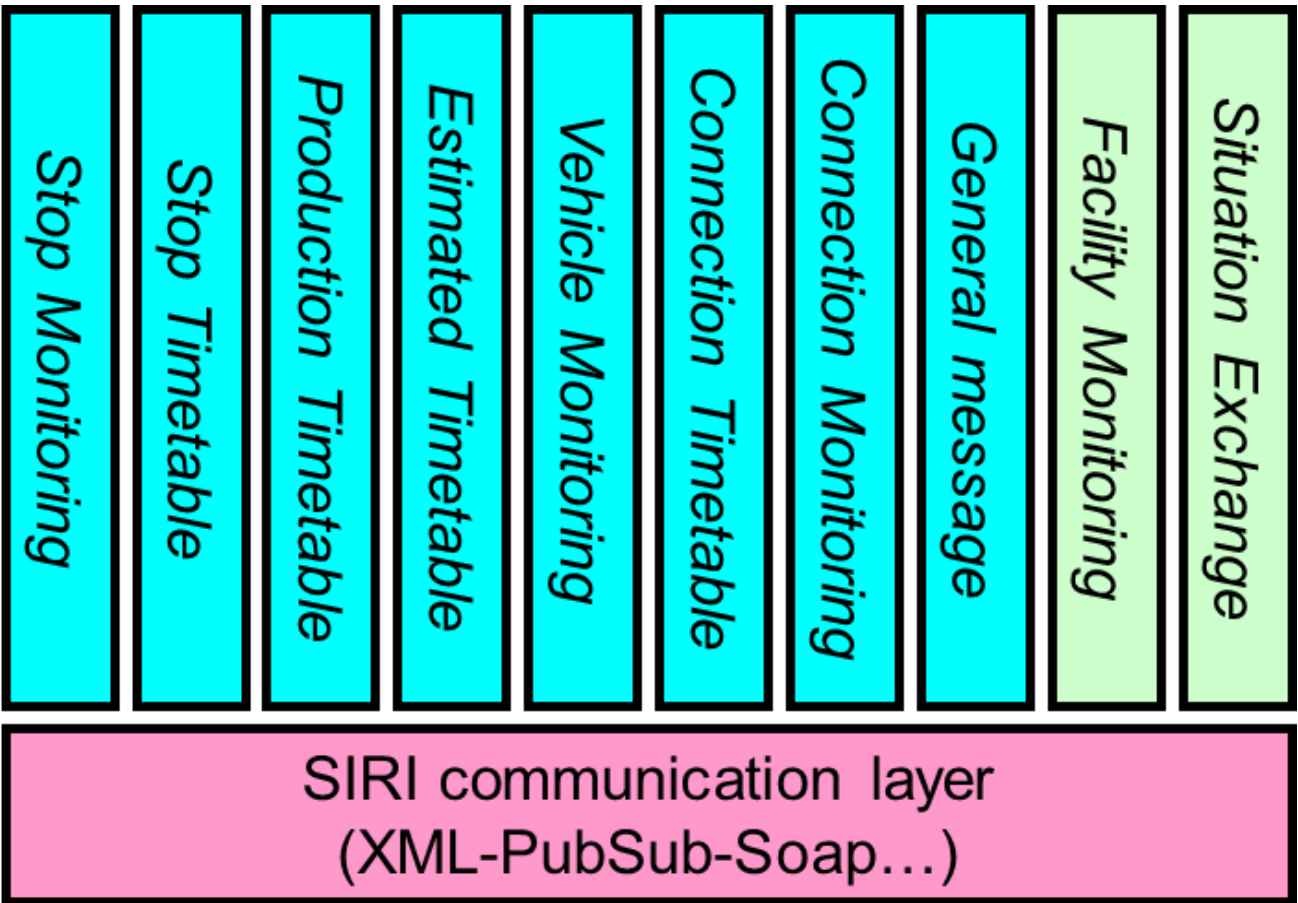 Stop Monitoring
Stop Timetable
Production Timetable
Estimated Timetable
Vehicle Monitoring
Connection Timetable
Connection Monitoring
General message
Facility Monitoring
Situation Exchange
SIRI communication layer
(XML-PubSub-Soap…)